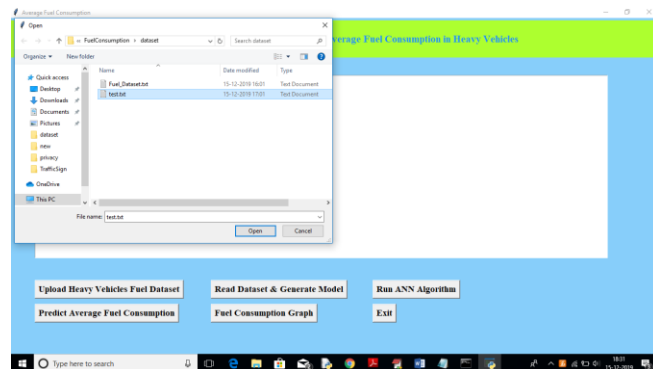 Average Fuel Consumption
Open
verage Fuel Consumption in Heavy Vehicles
« FuelConsumption › dataset
Search dataset
Organize
New folder
Name
Date modified
Type
Quick access
Desktop
Downloads
Documents
Pictures
dataset
new
privacy
TrafficSign
OneDrive
This PC
Fuel_Dataset.txt
15-12-2019 16:01
Text Document
test.txt
15-12-2019 17:01
Text Document
File name:
test.txt
Open
Cancel
Upload Heavy Vehicles Fuel Dataset
Read Dataset & Generate Model
Run ANN Algorithm
Predict Average Fuel Consumption
Fuel Consumption Graph
Exit
Type here to search
18:01
15-12-2019